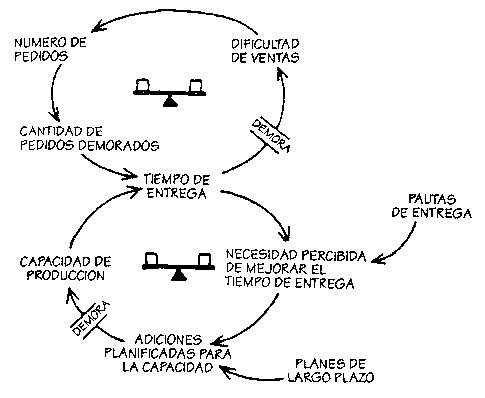 NUMERO DE
PEDIDOS
DIFICULTAD
DE VENTAS
DEMORA
CANTIDAD DE
PEDIDOS DEMORADOS
TIEMPO DE
ENTREGA
PAUTAS
DE ENTREGA
CAPACIDAD DE
PRODUCCION
NECESIDAD PERCIBIDA
DE MEJORAR EL
TIEMPO DE ENTREGA
DEMORA
ADICIONES
PLANIFICADAS PARA
LA CAPACIDAD
PLANES DE
LARGO PLAZO